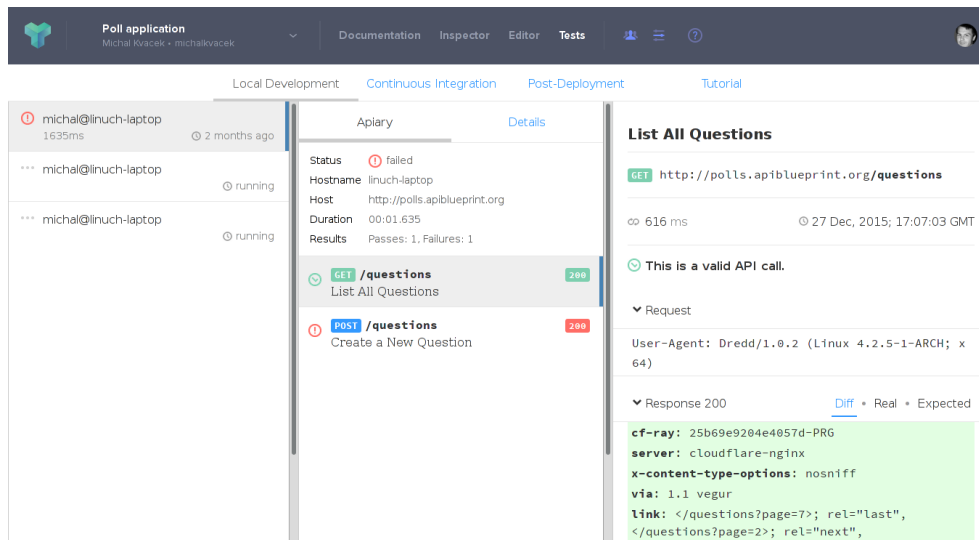 Poll application
Michal Kvacek • michalkvacek
Documentation
Inspector
Editor
Tests
?
Local Development
Continuous Integration
Post-Deployment
Tutorial
michal@linuch-laptop
1635ms
2 months ago
michal@linuch-laptop
running
michal@linuch-laptop
running
Apiary
Details
Status failed
Hostname linuch-laptop
Host http://polls.apiblueprint.org
Duration 00:01.635
Results Passes: 1, Failures: 1
GET /questions 200
List All Questions
POST /questions 200
Create a New Question
List All Questions
GET http://polls.apiblueprint.org/questions
616 ms
27 Dec, 2015; 17:07:03 GMT
This is a valid API call.
Request
User-Agent: Dredd/1.0.2 (Linux 4.2.5-1-ARCH; x
64)
Response 200
Diff • Real • Expected
cf-ray: 25b69e9204e4057d-PRG
server: cloudflare-nginx
x-content-type-options: nosniff
via: 1.1 vegur
link: </questions?page=7>; rel="last",
</questions?page=2>; rel="next",